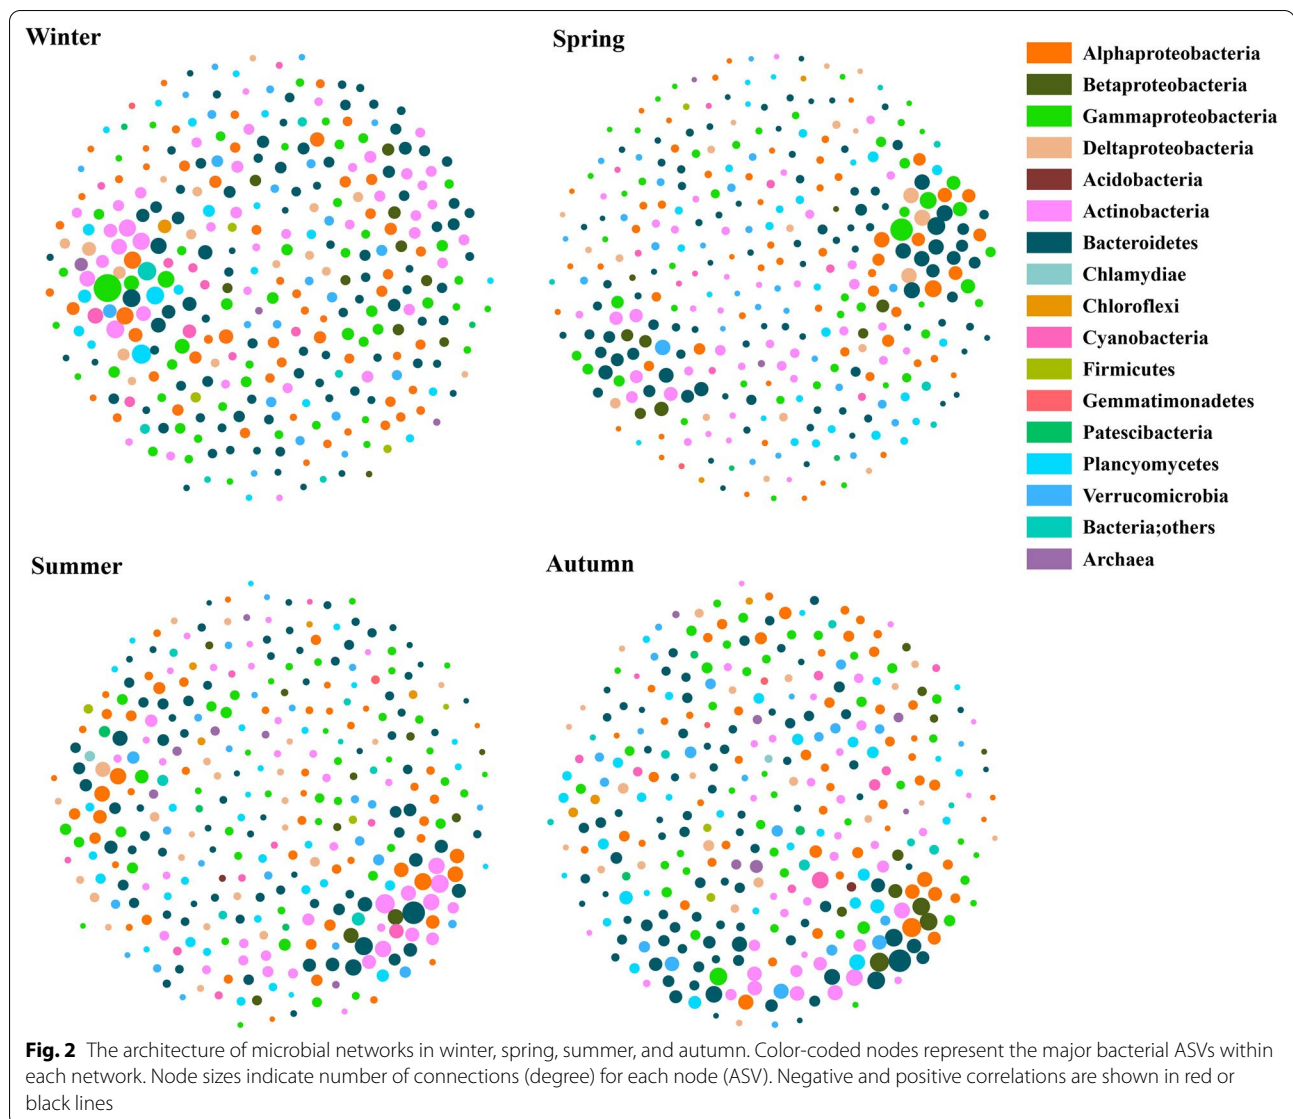 Winter
Spring
Alphaproteobacteria
Betaproteobacteria
Gammaproteobacteria
Deltaproteobacteria
Acidobacteria
Actinobacteria
Bacteroidetes
Chlamydiae
Chloroflexi
Cyanobacteria
Firmicutes
Gemmatimonadetes
Patescibacteria
Plancyomycetes
Verrucomicrobia
Bacteria;others
Archaea
Summer
Autumn
Fig. 2 The architecture of microbial networks in winter, spring, summer, and autumn. Color-coded nodes represent the major bacterial ASVs within
each network. Node sizes indicate number of connections (degree) for each node (ASV). Negative and positive correlations are shown in red or
black lines